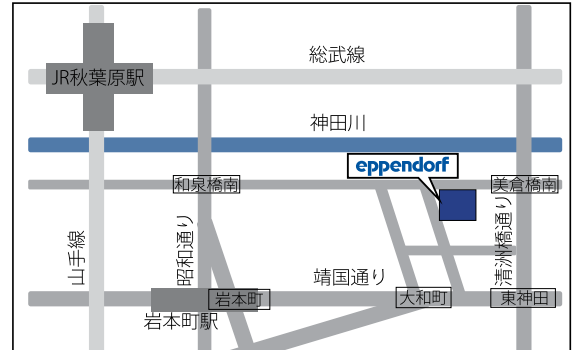 総武線
JR秋葉原駅
神田川
eppendorf
和泉橋南
美倉橋南
昭和通り
清洲橋通り
山手線
靖国通り
岩本町
大和町
東神田
岩本町駅